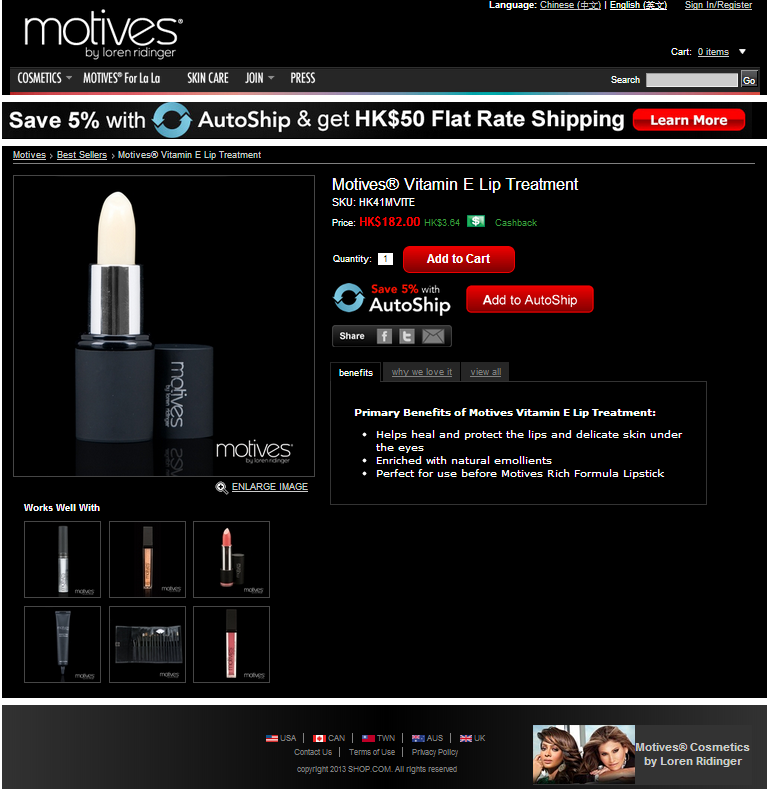 Language: Chinese (中文) | English (英文) Sign In/Register
motives®
by loren ridinger
Cart: 0 items
COSMETICS MOTIVES® For La La SKIN CARE JOIN PRESS
Search Go
Save 5% with AutoShip & get HK$50 Flat Rate Shipping Learn More
Motives › Best Sellers › Motives® Vitamin E Lip Treatment
Motives® Vitamin E Lip Treatment
SKU: HK41MVITE
Price: HK$182.00 HK$3.64 $ Cashback
Quantity: 1 Add to Cart
Save 5% with
AutoShip
Add to AutoShip
Share f t
benefits why we love it view all
Primary Benefits of Motives Vitamin E Lip Treatment:
• Helps heal and protect the lips and delicate skin under
the eyes
• Enriched with natural emollients
• Perfect for use before Motives Rich Formula Lipstick
motives
by loren ridinger
motives®
by loren ridinger
ENLARGE IMAGE
Works Well With
motives
motives
motives
motives
motives
motives
USA | CAN | TWN | AUS | UK
Contact Us | Terms of Use | Privacy Policy
copyright 2013 SHOP.COM. All rights reserved
Motives® Cosmetics
by Loren Ridinger